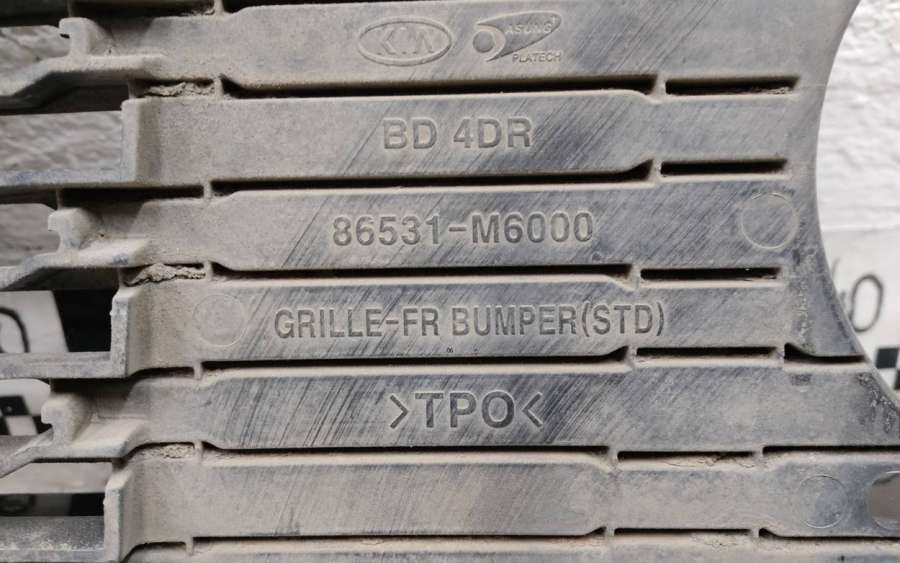 KIA ASUNG PLATECH
BD 4DR
86531-M6000
GRILLE-FR BUMPER(STD)
>TPO<